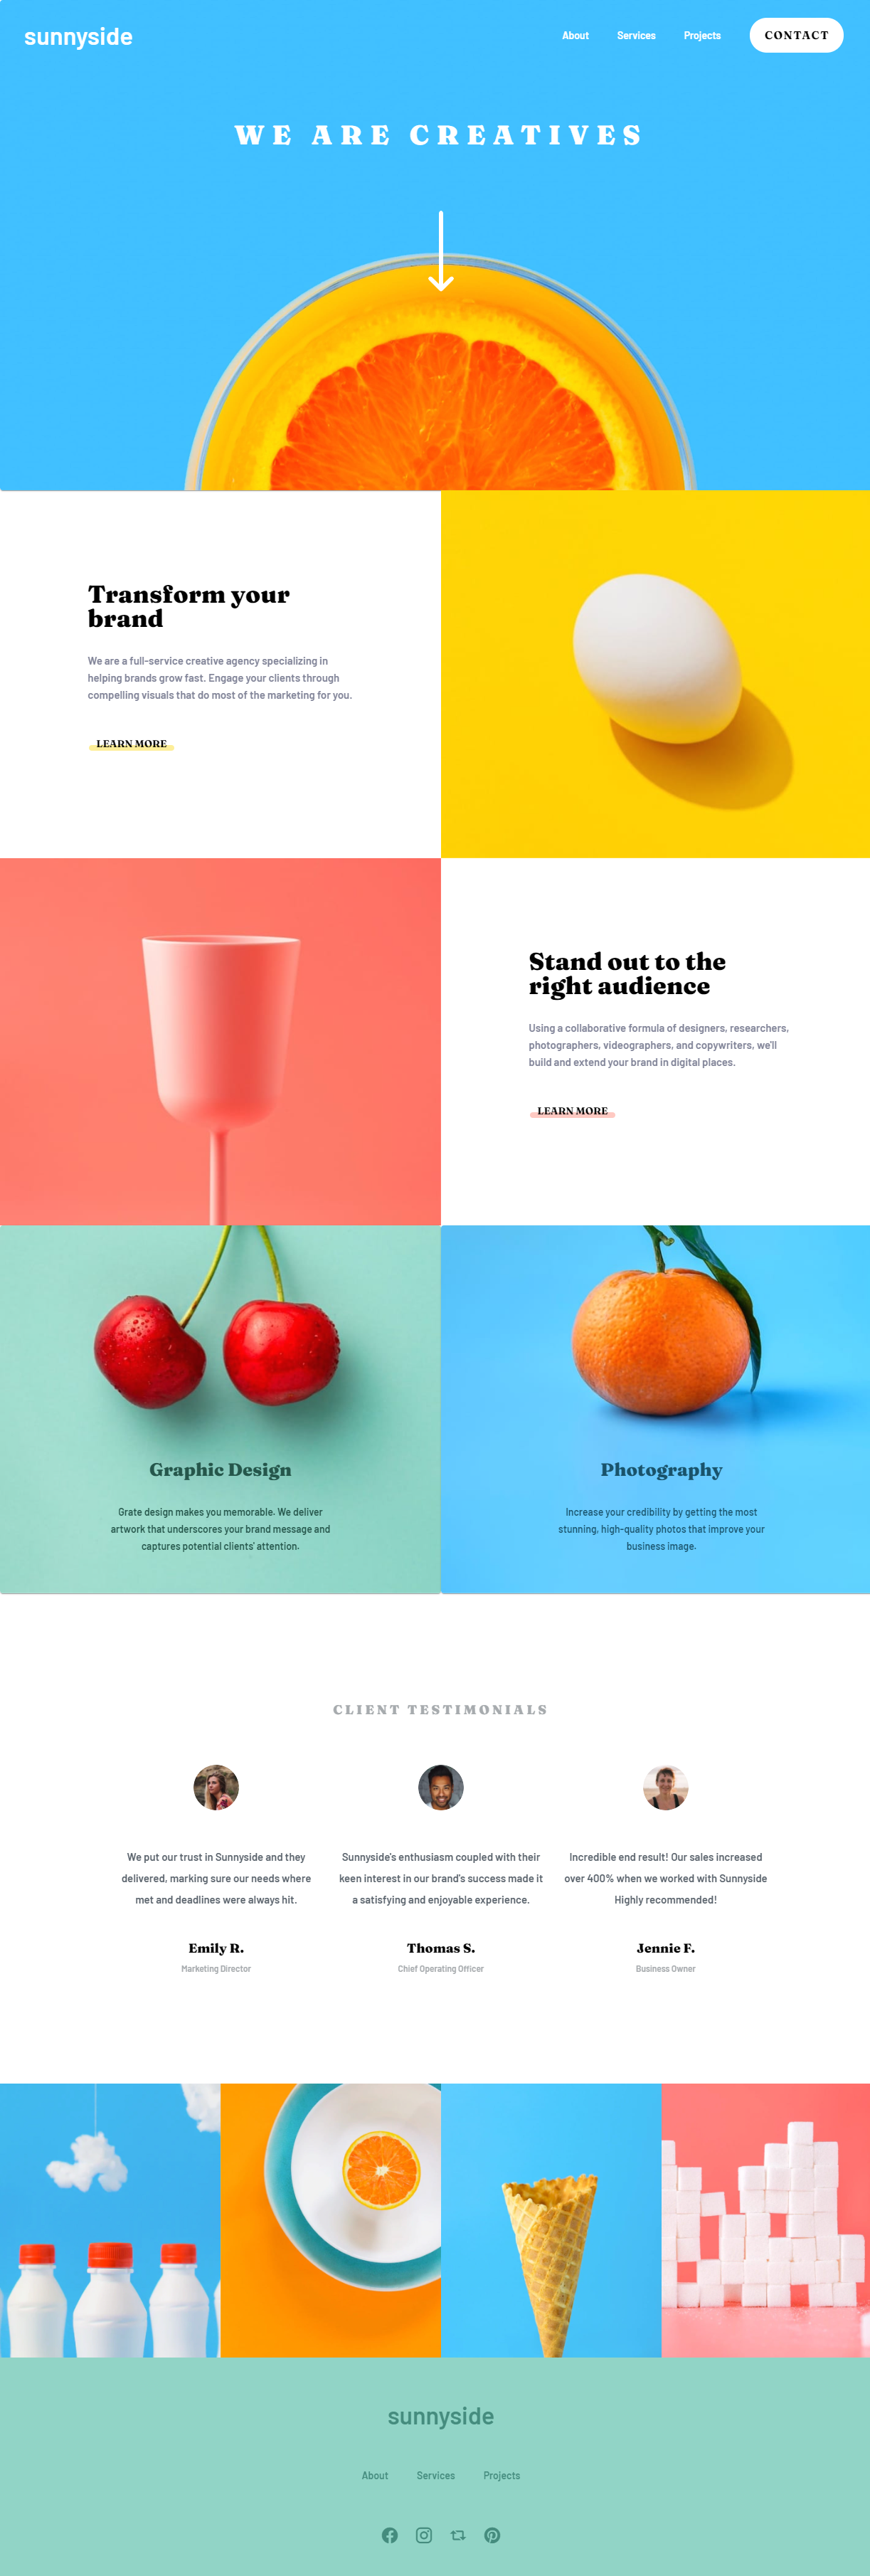 sunnyside
About Services Projects CONTACT
WE ARE CREATIVES
Transform your
brand
We are a full-service creative agency specializing in
helping brands grow fast. Engage your clients through
compelling visuals that do most of the marketing for you.
LEARN MORE
Stand out to the
right audience
Using a collaborative formula of designers, researchers,
photographers, videographers, and copywriters, we'll
build and extend your brand in digital places.
LEARN MORE
Graphic Design
Grate design makes you memorable. We deliver
artwork that underscores your brand message and
captures potential clients' attention.
Photography
Increase your credibility by getting the most
stunning, high-quality photos that improve your
business image.
CLIENT TESTIMONIALS
We put our trust in Sunnyside and they
delivered, marking sure our needs where
met and deadlines were always hit.
Emily R.
Marketing Director
Sunnyside's enthusiasm coupled with their
keen interest in our brand's success made it
a satisfying and enjoyable experience.
Thomas S.
Chief Operating Officer
Incredible end result! Our sales increased
over 400% when we worked with Sunnyside
Highly recommended!
Jennie F.
Business Owner
sunnyside
About Services Projects